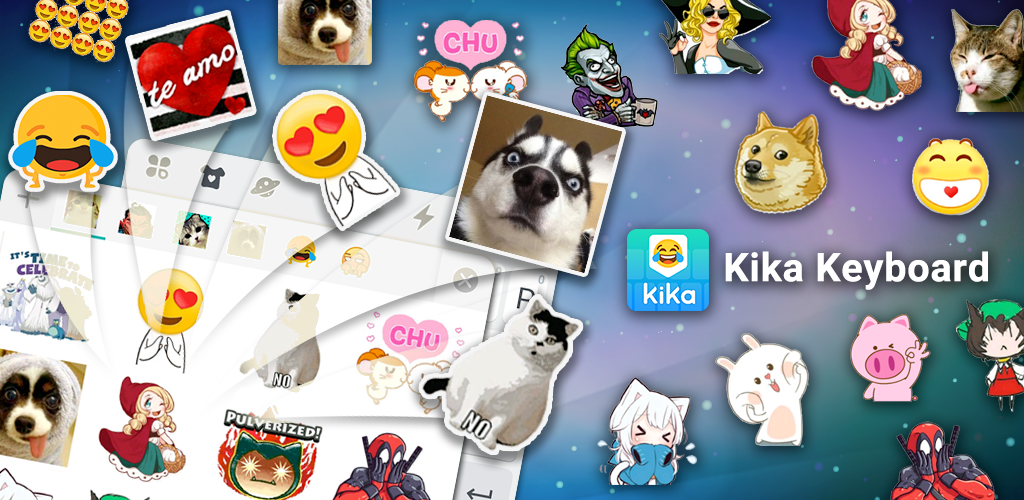 te amo
CHU
IT'S TIME TO
CELEBRATE
CHU
NO
NO
PULVERIZED!
kika
Kika Keyboard